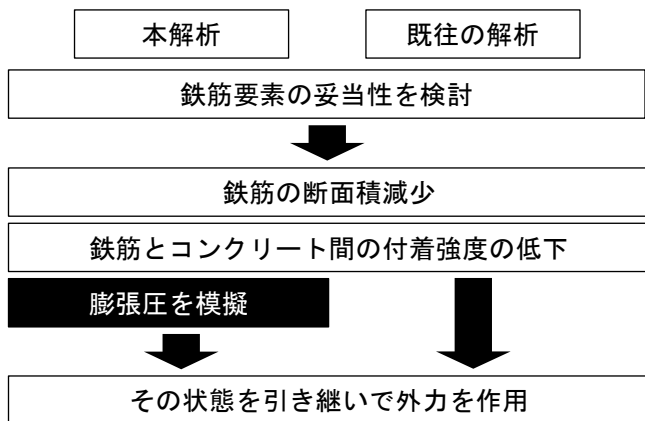 本解析
既往の解析
鉄筋要素の妥当性を検討
鉄筋の断面積減少
鉄筋とコンクリート間の付着強度の低下
膨張圧を模擬
その状態を引き継いで外力を作用